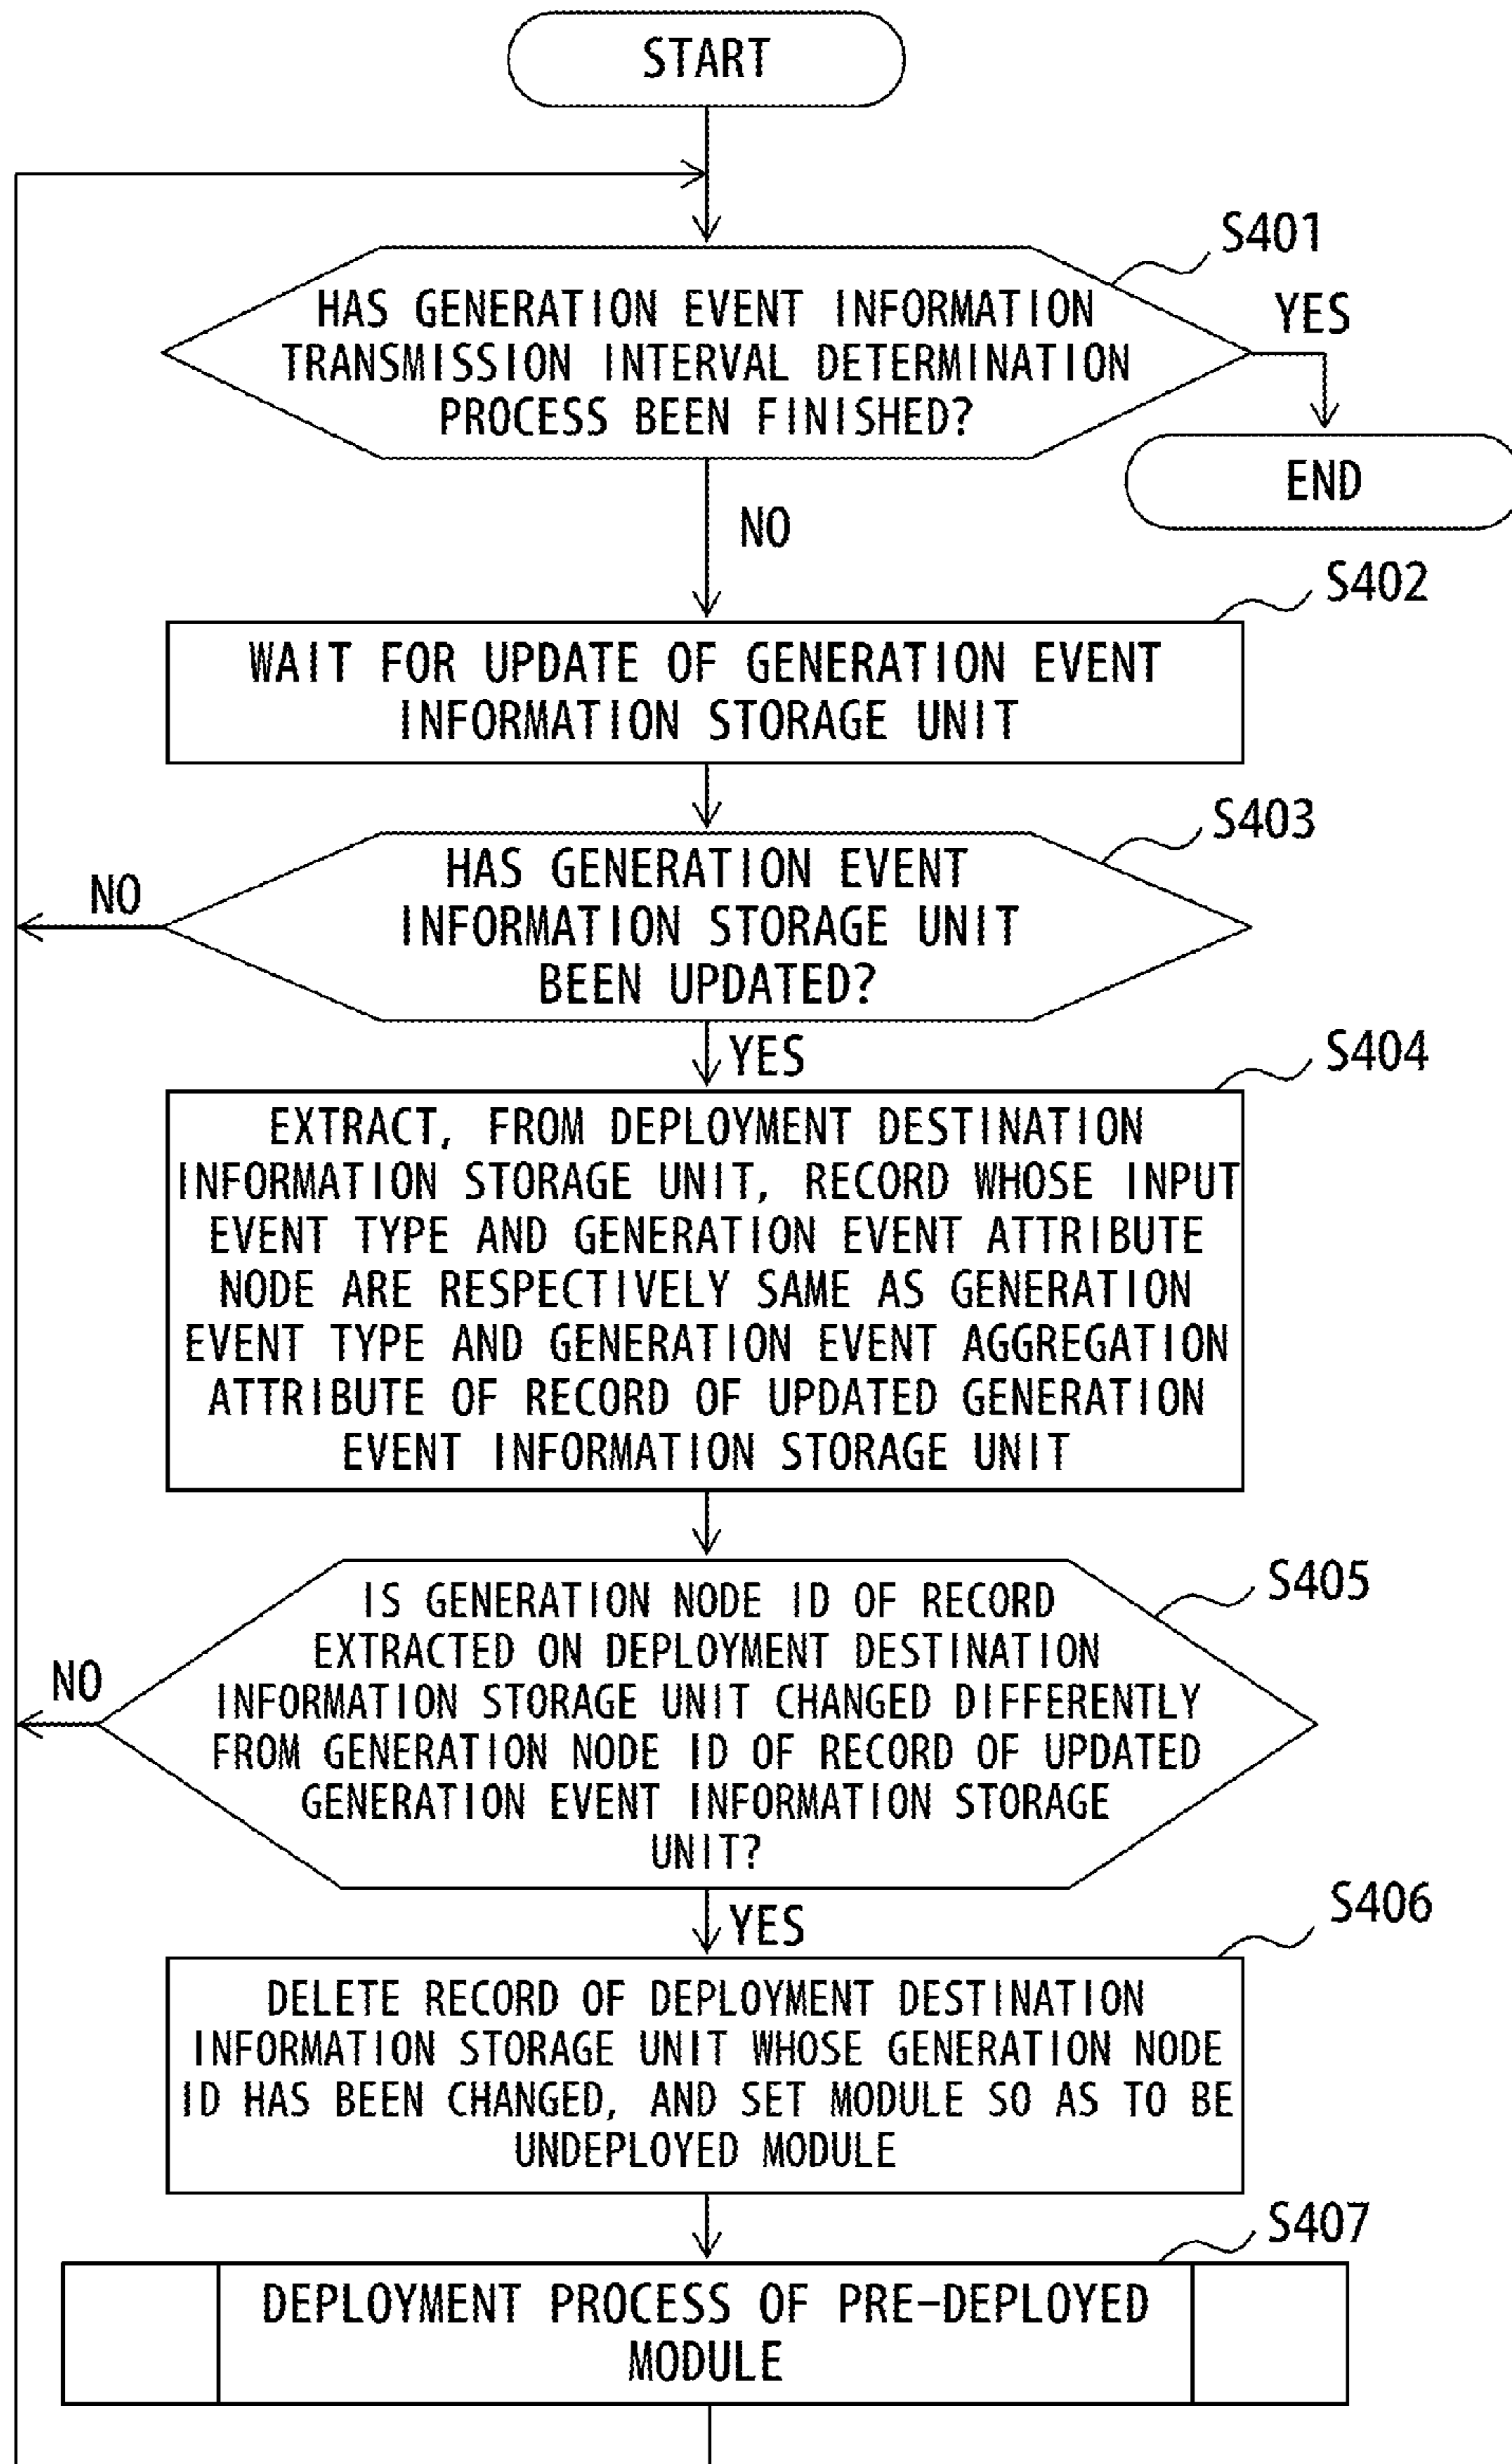 START
S401
HAS GENERATION EVENT INFORMATION
TRANSMISSION INTERVAL DETERMINATION
PROCESS BEEN FINISHED?
YES
END
NO
S402
WAIT FOR UPDATE OF GENERATION EVENT
INFORMATION STORAGE UNIT
S403
HAS GENERATION EVENT
INFORMATION STORAGE UNIT
BEEN UPDATED?
NO
YES
S404
EXTRACT, FROM DEPLOYMENT DESTINATION
INFORMATION STORAGE UNIT, RECORD WHOSE INPUT
EVENT TYPE AND GENERATION EVENT ATTRIBUTE
NODE ARE RESPECTIVELY SAME AS GENERATION
EVENT TYPE AND GENERATION EVENT AGGREGATION
ATTRIBUTE OF RECORD OF UPDATED GENERATION
EVENT INFORMATION STORAGE UNIT
S405
IS GENERATION NODE ID OF RECORD
EXTRACTED ON DEPLOYMENT DESTINATION
INFORMATION STORAGE UNIT CHANGED DIFFERENTLY
FROM GENERATION NODE ID OF RECORD OF UPDATED
GENERATION EVENT INFORMATION STORAGE
UNIT?
NO
YES
S406
DELETE RECORD OF DEPLOYMENT DESTINATION
INFORMATION STORAGE UNIT WHOSE GENERATION NODE
ID HAS BEEN CHANGED, AND SET MODULE SO AS TO BE
UNDEPLOYED MODULE
S407
DEPLOYMENT PROCESS OF PRE-DEPLOYED
MODULE